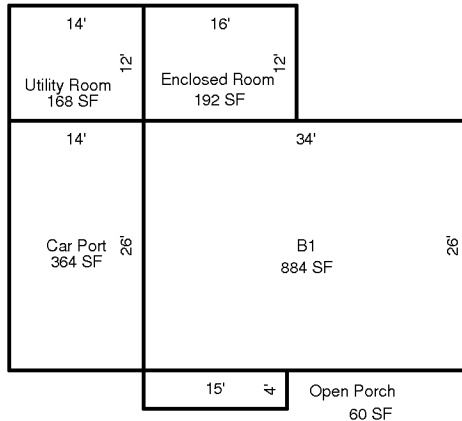 14'
16'
12'
12'
Utility Room
168 SF
Enclosed Room
192 SF
14'
34'
26'
26'
Car Port
364 SF
B1
884 SF
15'
4'
Open Porch
60 SF